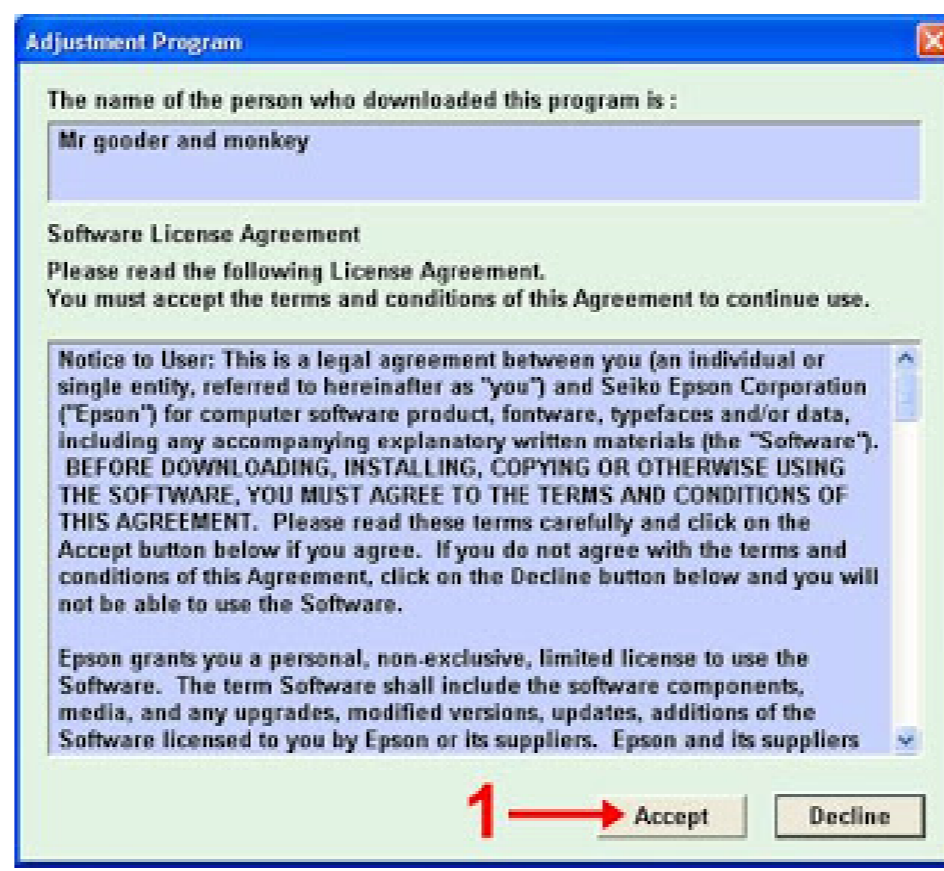 Adjustment Program
The name of the person who downloaded this program is :
Mr gooder and monkey
Software License Agreement
Please read the following License Agreement.
You must accept the terms and conditions of this Agreement to continue use.
Notice to User: This is a legal agreement between you (an individual or
single entity, referred to hereinafter as "you") and Seiko Epson Corporation
("Epson") for computer software product, fontware, typefaces and/or data,
including any accompanying explanatory written materials (the "Software").
BEFORE DOWNLOADING, INSTALLING, COPYING OR OTHERWISE USING
THE SOFTWARE, YOU MUST AGREE TO THE TERMS AND CONDITIONS OF
THIS AGREEMENT.  Please read these terms carefully and click on the
Accept button below if you agree.  If you do not agree with the terms and
conditions of this Agreement, click on the Decline button below and you will
not be able to use the Software.
Epson grants you a personal, non-exclusive, limited license to use the
Software.  The term Software shall include the software components,
media, and any upgrades, modified versions, updates, additions of the
Software licensed to you by Epson or its suppliers.  Epson and its suppliers
1 Accept Decline